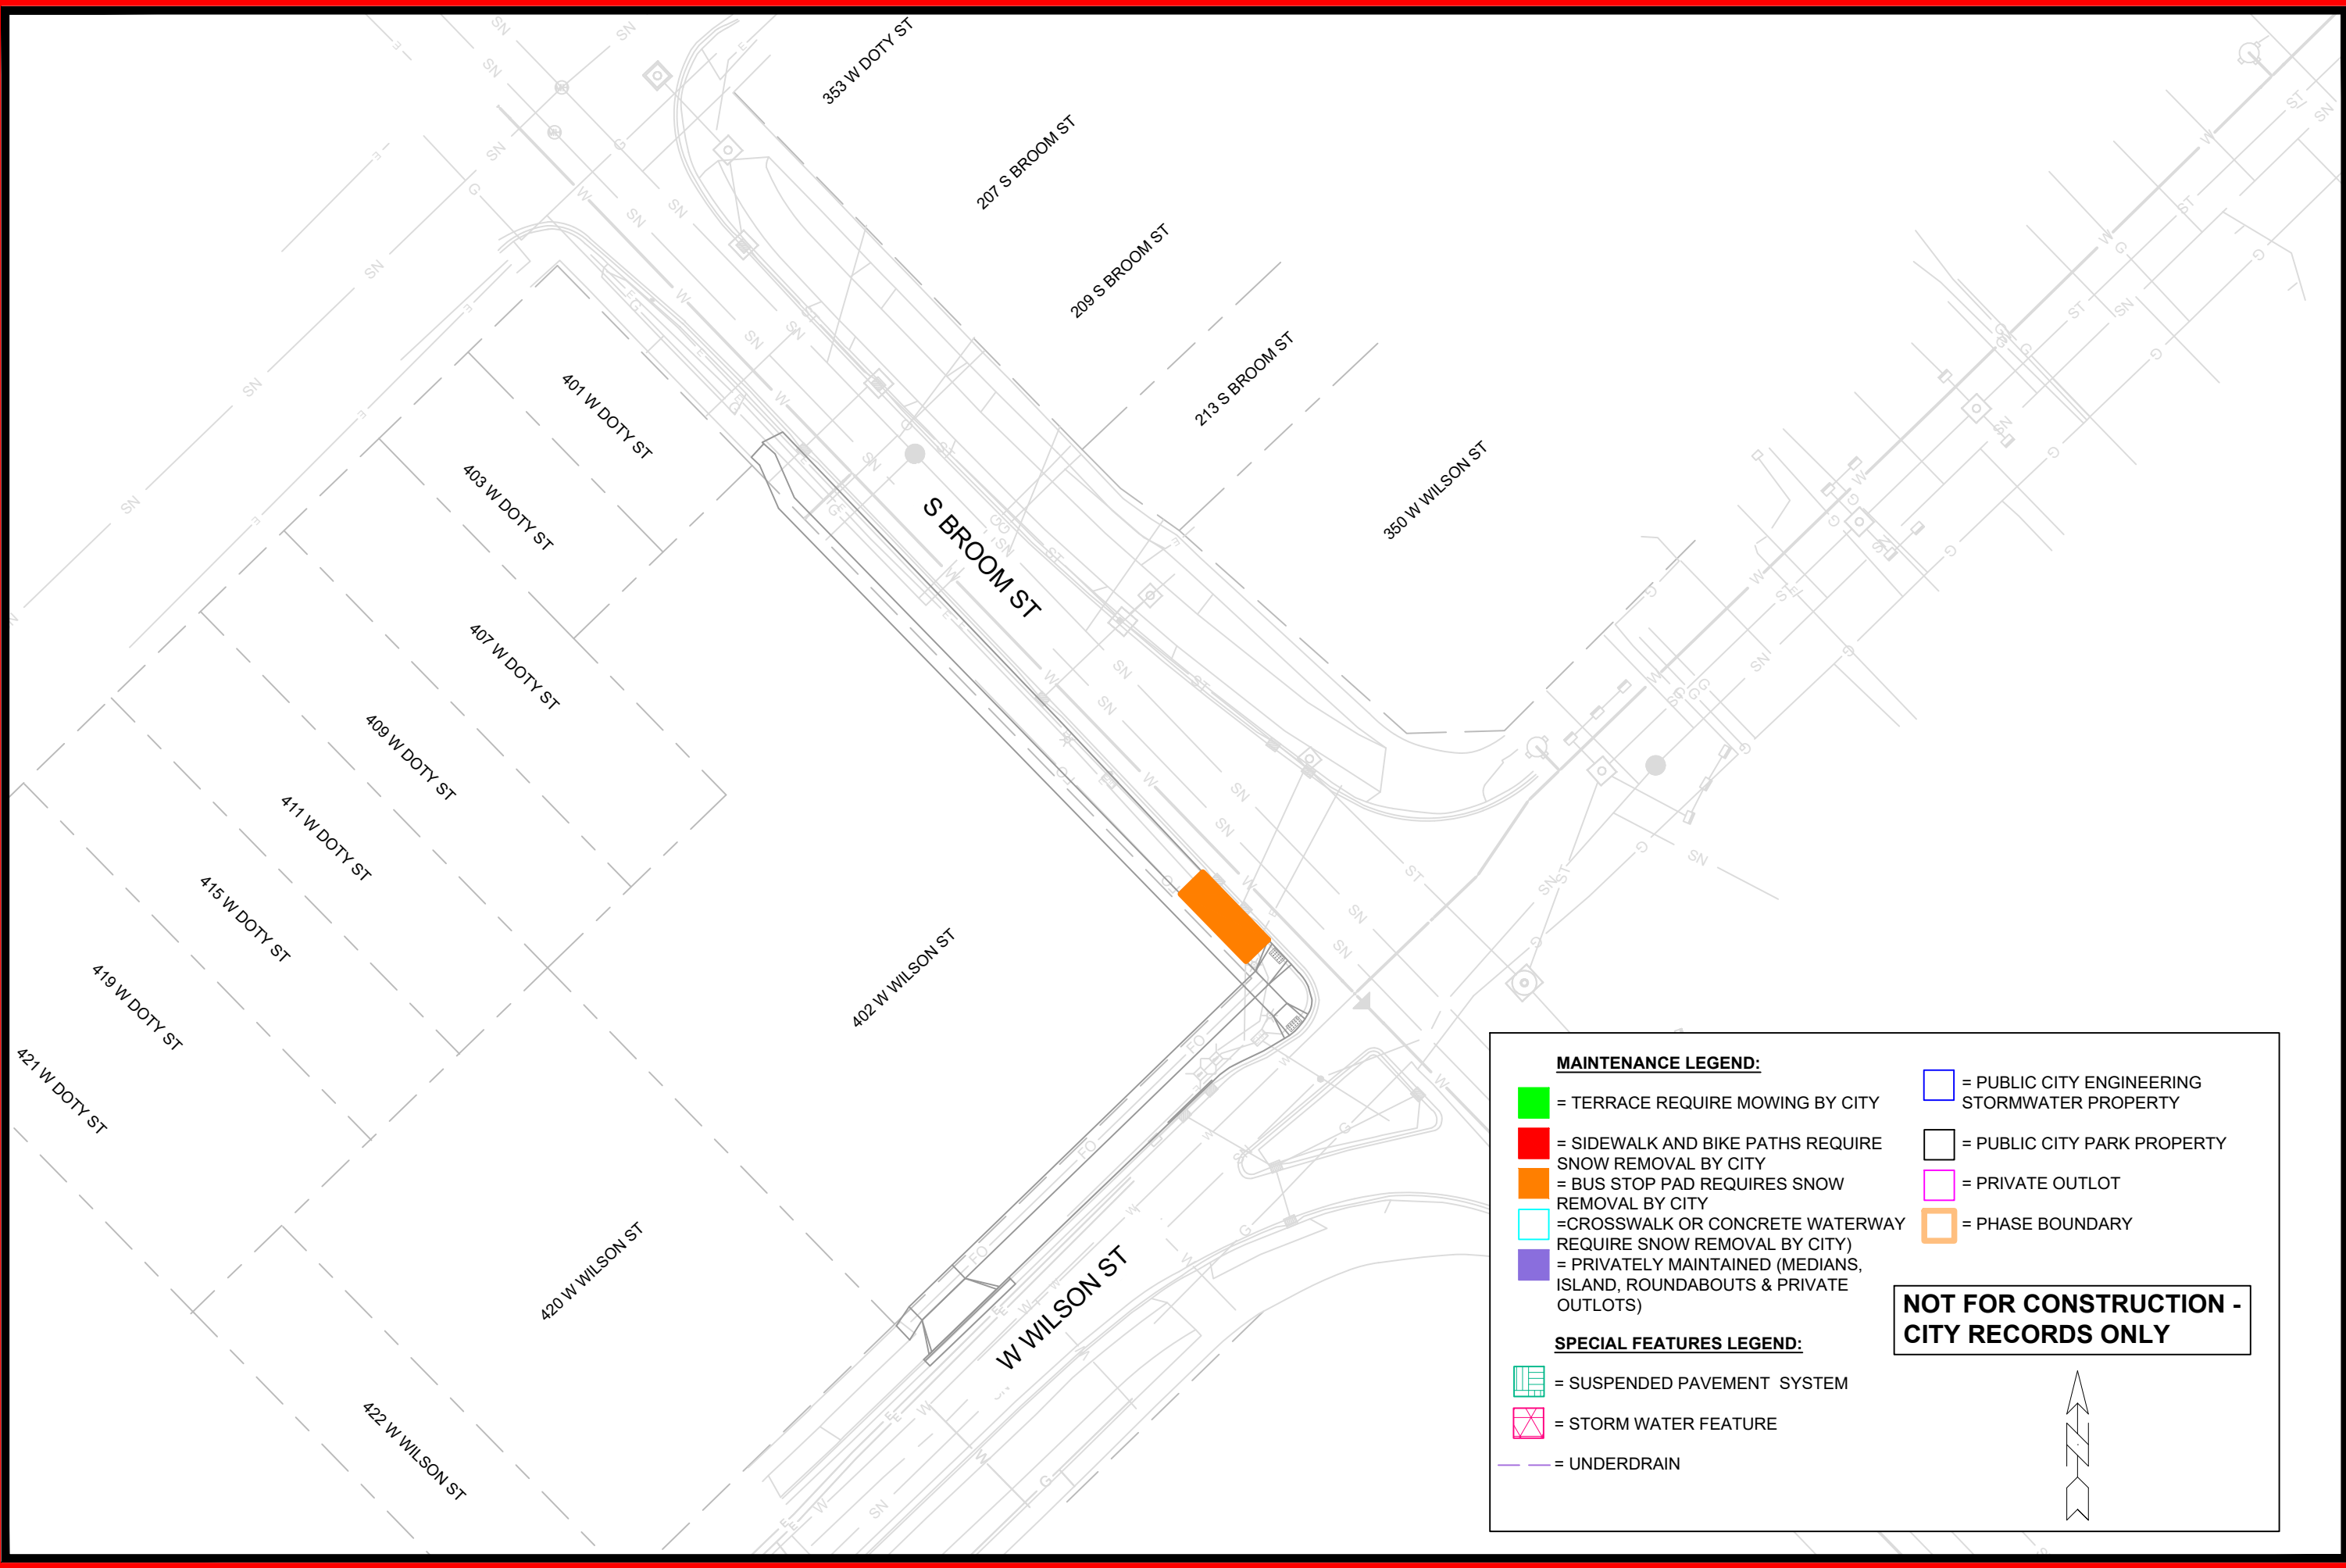 353 W DOTY ST
207 S BROOM ST
209 S BROOM ST
213 S BROOM ST
350 W WILSON ST
401 W DOTY ST
403 W DOTY ST
407 W DOTY ST
409 W DOTY ST
411 W DOTY ST
415 W DOTY ST
419 W DOTY ST
421 W DOTY ST
S BROOM ST
402 W WILSON ST
420 W WILSON ST
422 W WILSON ST
W WILSON ST
MAINTENANCE LEGEND:
= TERRACE REQUIRE MOWING BY CITY
= SIDEWALK AND BIKE PATHS REQUIRE
SNOW REMOVAL BY CITY
= BUS STOP PAD REQUIRES SNOW
REMOVAL BY CITY
=CROSSWALK OR CONCRETE WATERWAY
REQUIRE SNOW REMOVAL BY CITY)
= PRIVATELY MAINTAINED (MEDIANS,
ISLAND, ROUNDABOUTS & PRIVATE
OUTLOTS)
= PUBLIC CITY ENGINEERING
STORMWATER PROPERTY
= PUBLIC CITY PARK PROPERTY
= PRIVATE OUTLOT
= PHASE BOUNDARY
SPECIAL FEATURES LEGEND:
= SUSPENDED PAVEMENT SYSTEM
= STORM WATER FEATURE
= UNDERDRAIN
NOT FOR CONSTRUCTION -
CITY RECORDS ONLY
N